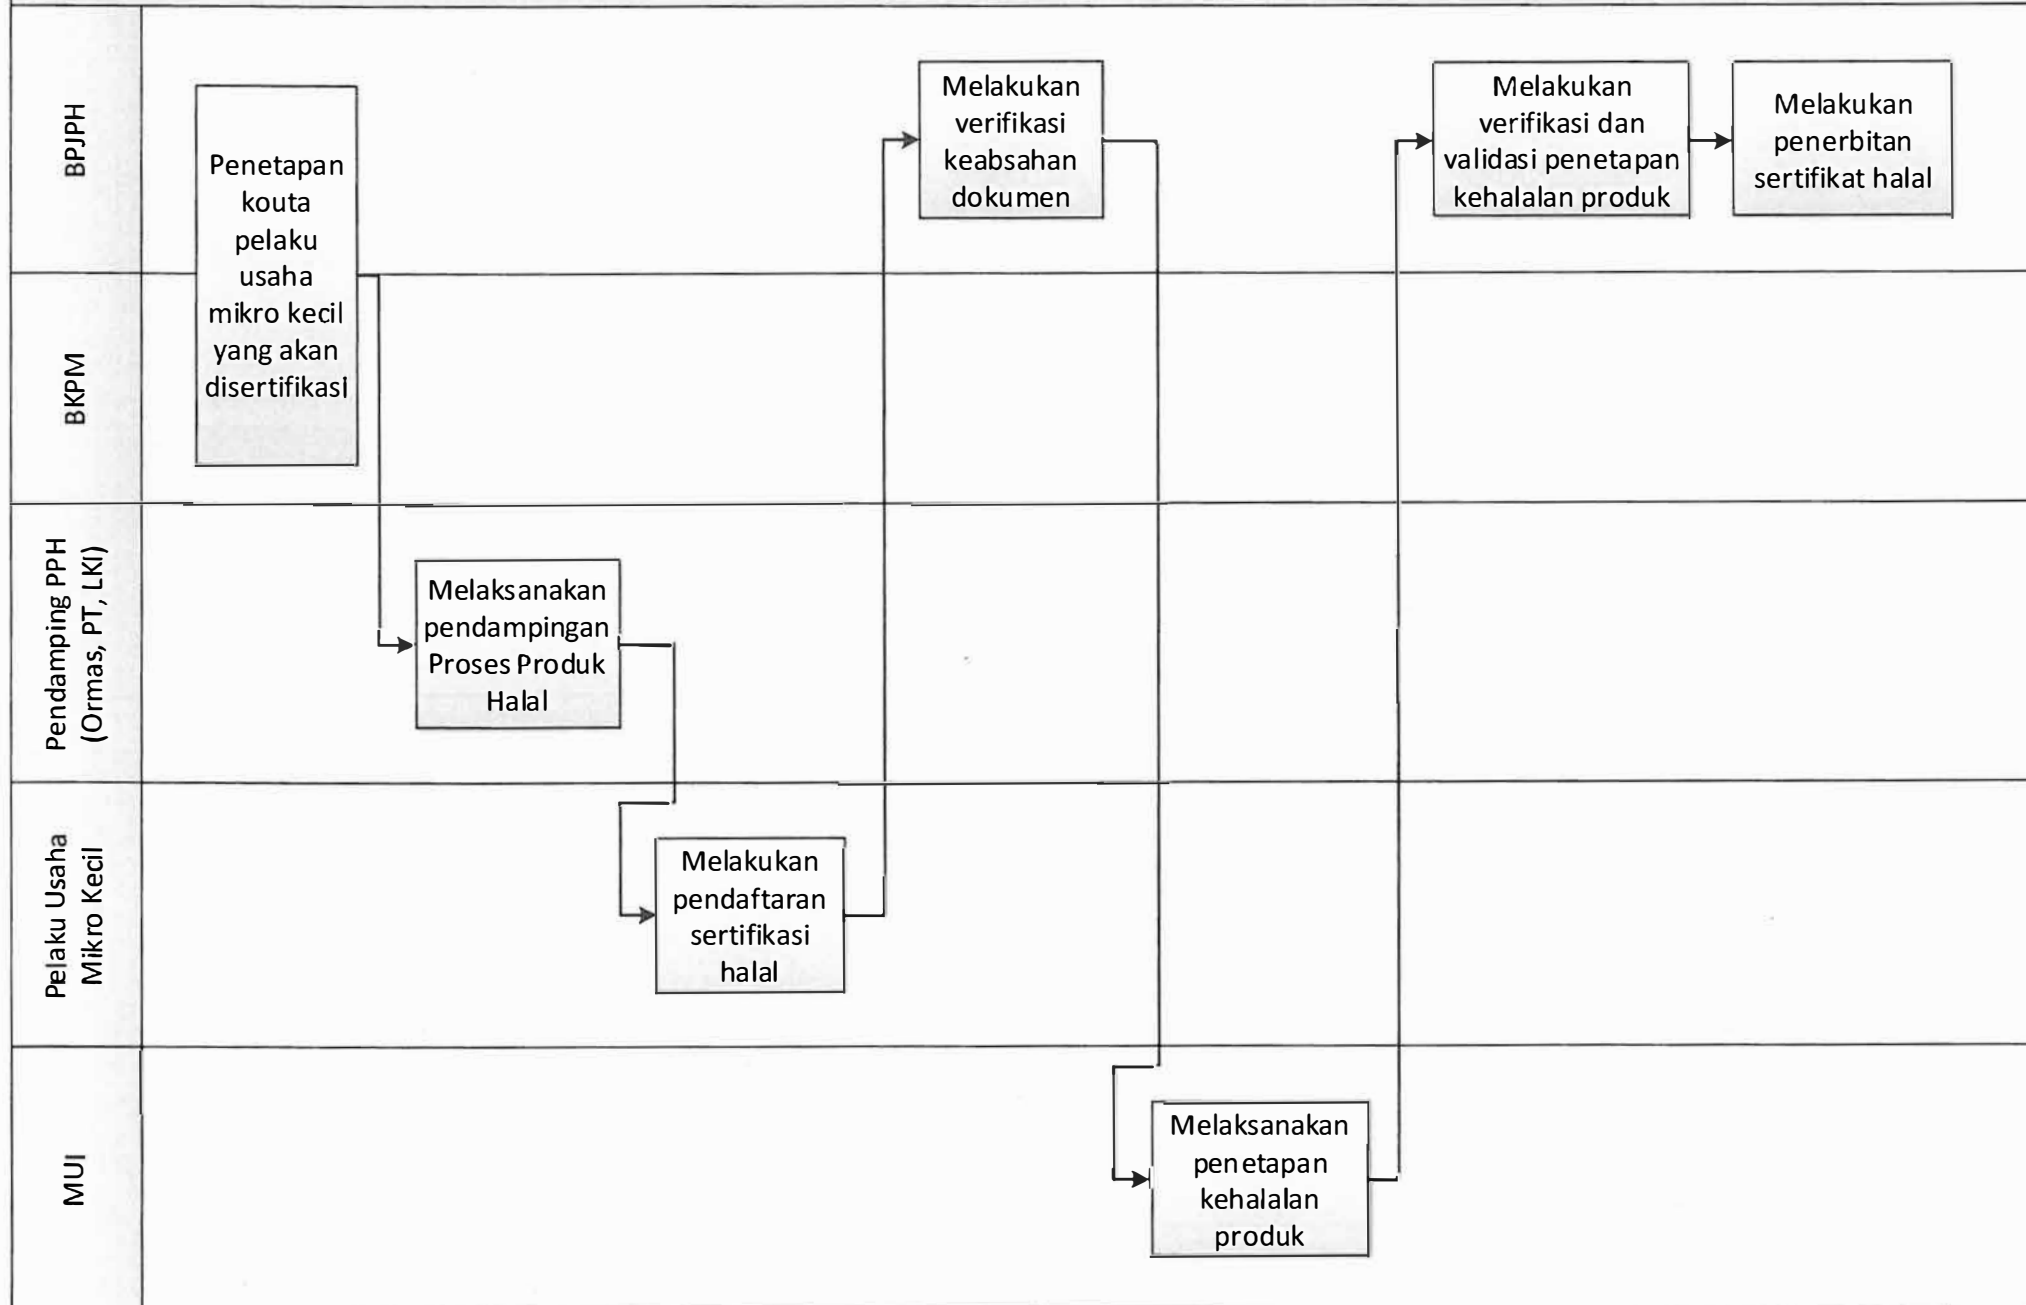 BPJPH
Penetapan
kouta
pelaku
usaha
mikro kecil
yang akan
disertifikasi
Melakukan
verifikasi
keabsahan
dokumen
Melakukan
verifikasi dan
validasi penetapan
kehalalan produk
Melakukan
penerbitan
sertifikat halal
BKPM
Pendamping PPH
(Ormas, PT, LKI)
Melaksanakan
pendampingan
Proses Produk
Halal
Pelaku Usaha
Mikro Kecil
Melakukan
pendaftaran
sertifikasi
halal
MUI
Melaksanakan
penetapan
kehalalan
produk